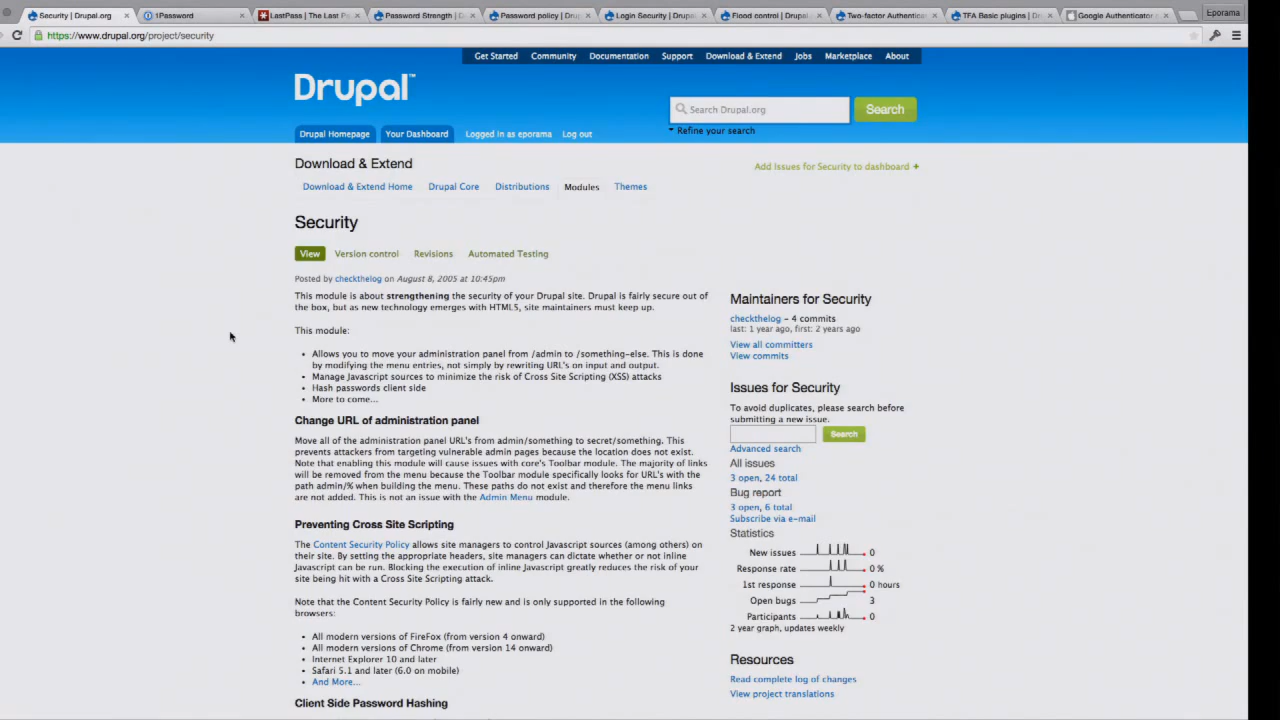 Security | Drupal.org
1Password
LastPass | The Last P
Password Strength | D
Password policy | Drup
Login Security | Drupal
Flood control | Drupal.
Two-factor Authentica
TFA Basic plugins | Dr
Google Authenticator
Eporama
https://www.drupal.org/project/security
Get Started Community Documentation Support Download & Extend Jobs Marketplace About
Drupal™
Search Drupal.org
Search
Refine your search
Drupal Homepage Your Dashboard Logged in as eporama Log out
Download & Extend
Add Issues for Security to dashboard +
Download & Extend Home Drupal Core Distributions Modules Themes
Security
View Version control Revisions Automated Testing
Posted by checkthelog on August 8, 2005 at 10:45pm
This module is about strengthening the security of your Drupal site. Drupal is fairly secure out of
the box, but as new technology emerges with HTML5, site maintainers must keep up.
This module:
• Allows you to move your administration panel from /admin to /something-else. This is done
by modifying the menu entries, not simply by rewriting URL's on input and output.
• Manage Javascript sources to minimize the risk of Cross Site Scripting (XSS) attacks
• Hash passwords client side
• More to come...
Change URL of administration panel
Move all of the administration panel URL's from admin/something to secret/something. This
prevents attackers from targeting vulnerable admin pages because the location does not exist.
Note that enabling this module will cause issues with core's Toolbar module. The majority of links
will be removed from the menu because the Toolbar module specifically looks for URL's with the
path admin/% when building the menu. These paths do not exist and therefore the menu links
are not added. This is not an issue with the Admin Menu module.
Preventing Cross Site Scripting
The Content Security Policy allows site managers to control Javascript sources (among others) on
their site. By setting the appropriate headers, site managers can dictate whether or not inline
Javascript can be run. Blocking the execution of inline Javascript greatly reduces the risk of your
site being hit with a Cross Site Scripting attack.
Note that the Content Security Policy is fairly new and is only supported in the following
browsers:
• All modern versions of FireFox (from version 4 onward)
• All modern versions of Chrome (from version 14 onward)
• Internet Explorer 10 and later
• Safari 5.1 and later (6.0 on mobile)
• And More...
Client Side Password Hashing
Maintainers for Security
checkthelog – 4 commits
last: 1 year ago, first: 2 years ago
View all committers
View commits
Issues for Security
To avoid duplicates, please search before
submitting a new issue.
Search
Advanced search
All issues
3 open, 24 total
Bug report
3 open, 6 total
Subscribe via e-mail
Statistics
New issues 0
Response rate 0 %
1st response 0 hours
Open bugs 3
Participants 0
2 year graph, updates weekly
Resources
Read complete log of changes
View project translations